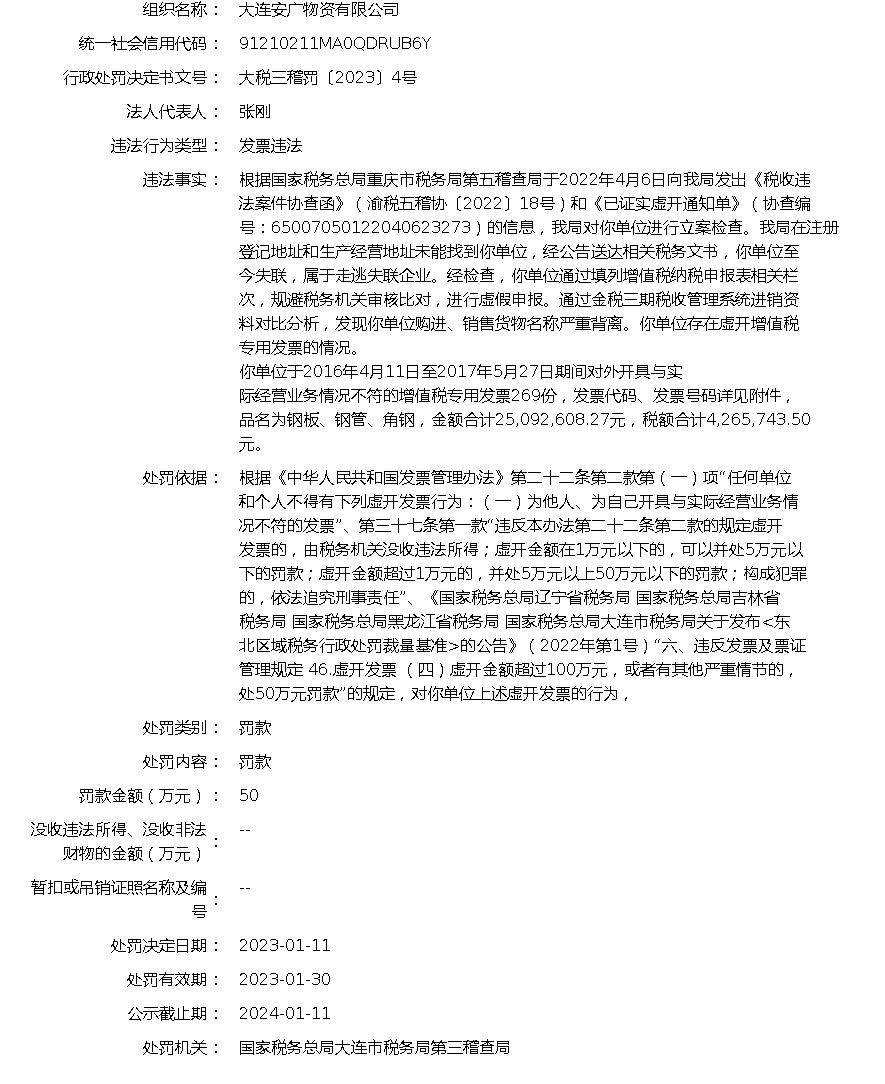 组织名称： 大连安广物资有限公司
统一社会信用代码： 91210211MA0QDRUB6Y
行政处罚决定书文号： 大税三稽罚〔2023〕4号
法人代表人： 张刚
违法行为类型： 发票违法
违法事实： 根据国家税务总局重庆市税务局第五稽查局于2022年4月6日向我局发出《税收违
法案件协查函》（渝税五稽协〔2022〕18号）和《已证实虚开通知单》（协查编
号：65007050122040623273）的信息，我局对你单位进行立案检查。我局在注册
登记地址和生产经营地址未能找到你单位，经公告送达相关税务文书，你单位至
今失联，属于走逃失联企业。经检查，你单位通过填列增值税纳税申报表相关栏
次，规避税务机关审核比对，进行虚假申报。通过金税三期税收管理系统进销资
料对比分析，发现你单位购进、销售货物名称严重背离。你单位存在虚开增值税
专用发票的情况。
你单位于2016年4月11日至2017年5月27日期间对外开具与实
际经营业务情况不符的增值税专用发票269份，发票代码、发票号码详见附件，
品名为钢板、钢管、角钢，金额合计25,092,608.27元，税额合计4,265,743.50
元。
处罚依据： 根据《中华人民共和国发票管理办法》第二十二条第二款第（一）项“任何单位
和个人不得有下列虚开发票行为：（一）为他人、为自己开具与实际经营业务情
况不符的发票”、第三十七条第一款“违反本办法第二十二条第二款的规定虚开
发票的，由税务机关没收违法所得；虚开金额在1万元以下的，可以并处5万元以
下的罚款；虚开金额超过1万元的，并处5万元以上50万元以下的罚款；构成犯罪
的，依法追究刑事责任”、《国家税务总局辽宁省税务局 国家税务总局吉林省
税务局 国家税务总局黑龙江省税务局 国家税务总局大连市税务局关于发布<东
北区域税务行政处罚裁量基准>的公告》（2022年第1号）“六、违反发票及票证
管理规定 46.虚开发票 （四）虚开金额超过100万元，或者有其他严重情节的，
处50万元罚款”的规定，对你单位上述虚开发票的行为，
处罚类别： 罚款
处罚内容： 罚款
罚款金额（万元）： 50
没收违法所得、没收非法
财物的金额（万元）： --
暂扣或吊销证照名称及编
号： --
处罚决定日期： 2023-01-11
处罚有效期： 2023-01-30
公示截止期： 2024-01-11
处罚机关： 国家税务总局大连市税务局第三稽查局